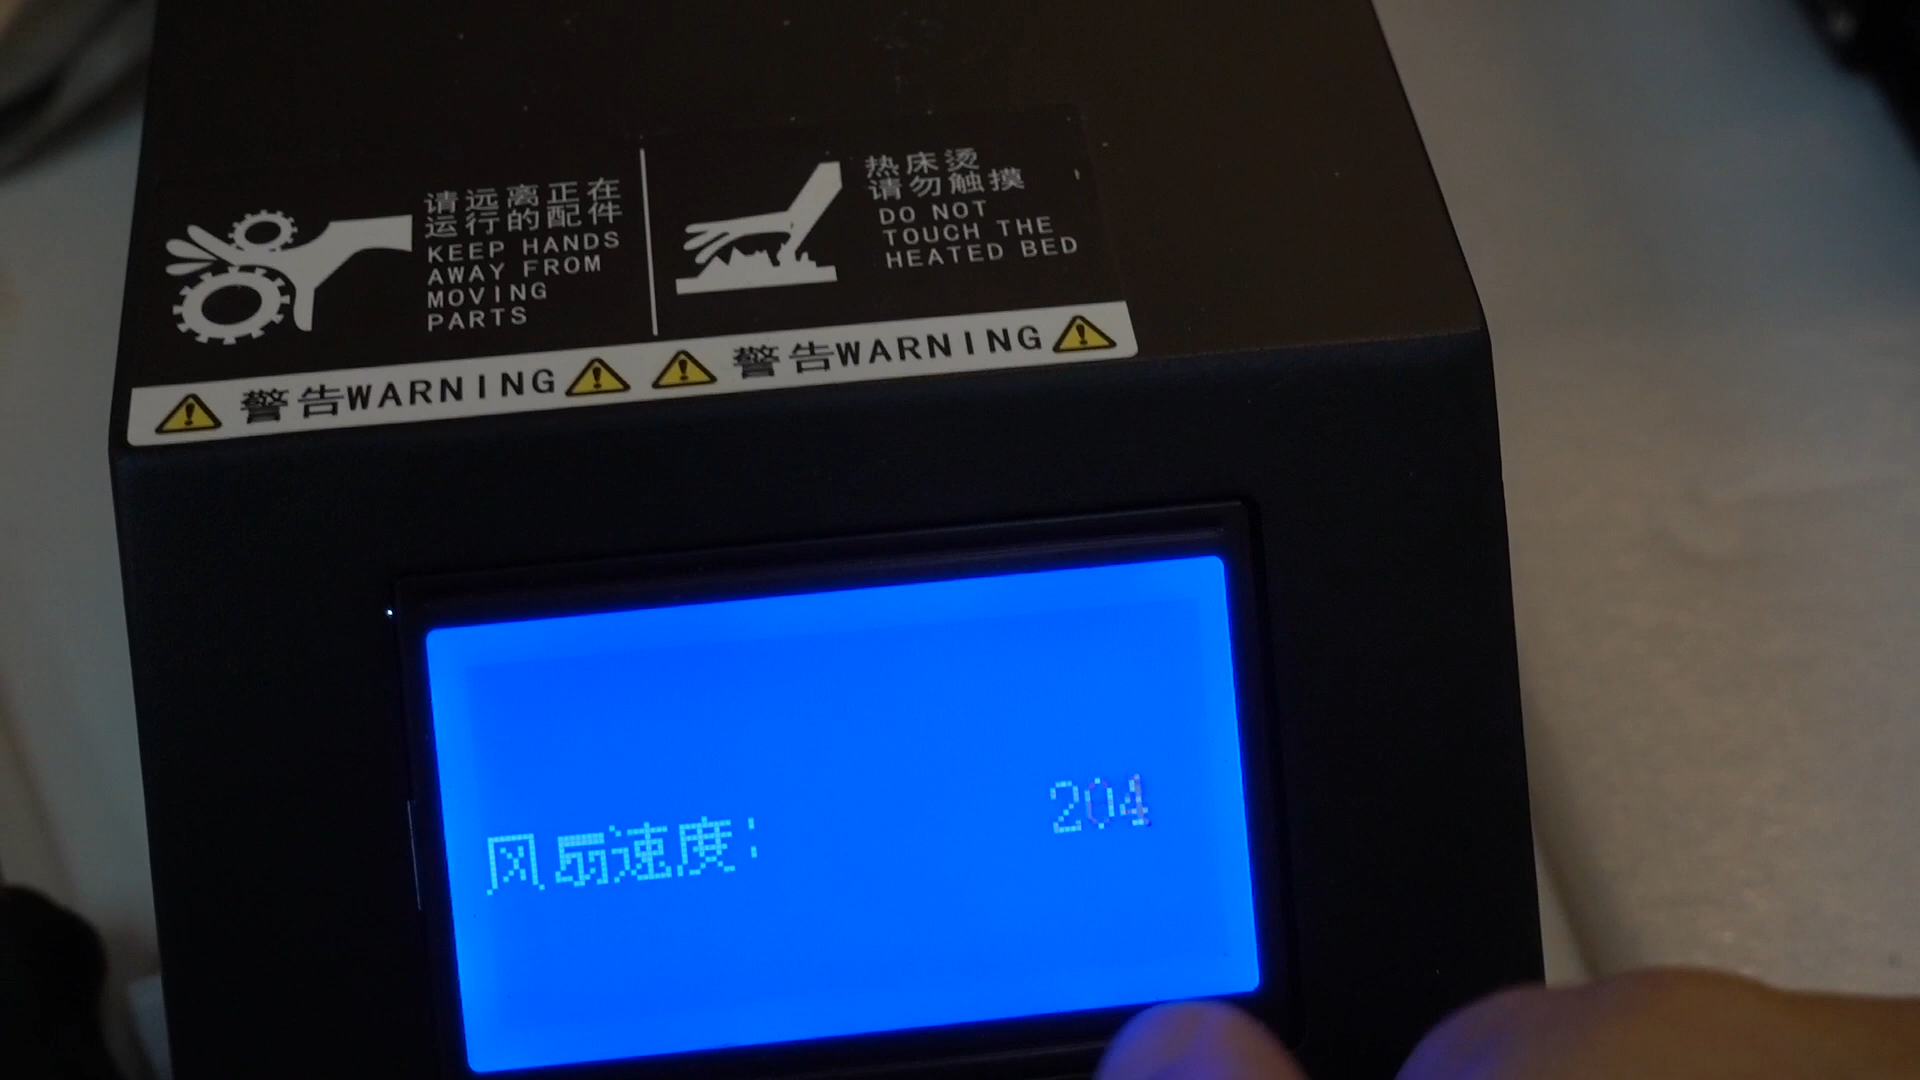 请远离正在
运行的配件
KEEP HANDS
AWAY FROM
MOVING
PARTS
热床烫
请勿触摸
DO NOT
TOUCH THE
HEATED BED
警告WARNING
警告WARNING
风扇速度: 204